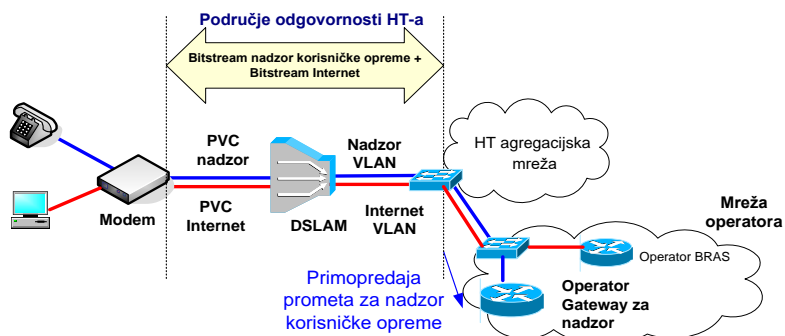 Područje odgovornosti HT-a
Bitstream nadzor korisničke opreme +
Bitstream Internet
PVC
nadzor
Nadzor
VLAN
HT agregacijska
mreža
Modem
PVC
Internet
DSLAM
Internet
VLAN
Mreža
operatora
Operator BRAS
Primopredaja
prometa za nadzor
korisničke opreme
Operator
Gateway za
nadzor